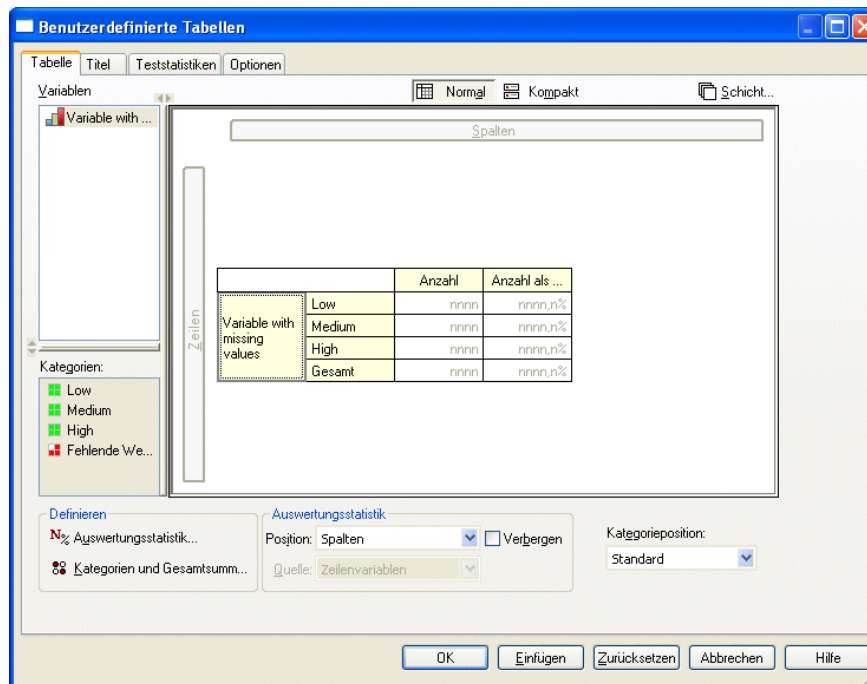 Benutzerdefinierte Tabellen
Tabelle Titel Teststatistiken Optionen
Variablen
Normal Kompakt Schicht...
Variable with ...
Spalten
Zeilen
Anzahl Anzahl als ...
Variable with missing values
Low nnnn nnnn,n%
Medium nnnn nnnn,n%
High nnnn nnnn,n%
Gesamt nnnn nnnn,n%
Kategorien:
Low
Medium
High
Fehlende We...
Definieren
N% Auswertungsstatistik...
Kategorien und Gesamtsumm...
Auswertungsstatistik
Position: Spalten Verbergen
Quelle: Zeilenvariablen
Kategorieposition:
Standard
OK Einfügen Zurücksetzen Abbrechen Hilfe